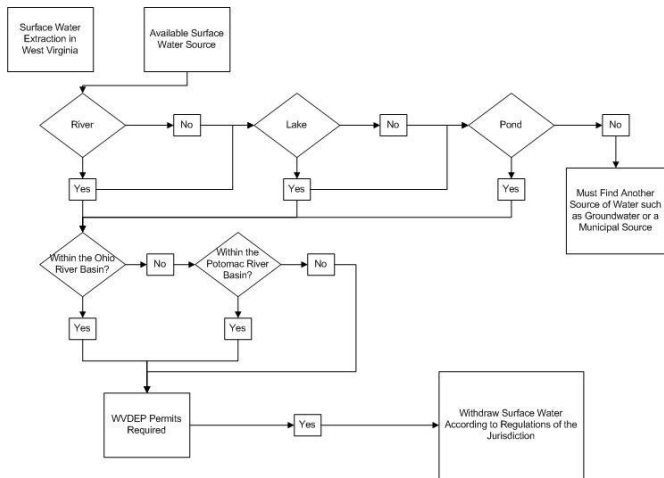 Surface Water
Extraction in
West Virginia
Available Surface
Water Source
River
No
Lake
No
Pond
No
Yes
Yes
Yes
Must Find Another
Source of Water such
as Groundwater or a
Municipal Source
Within the Ohio
River Basin?
No
Within the
Potomac River
Basin?
No
Yes
Yes
WVDEP Permits
Required
Yes
Withdraw Surface Water
According to Regulations of the
Jurisdiction